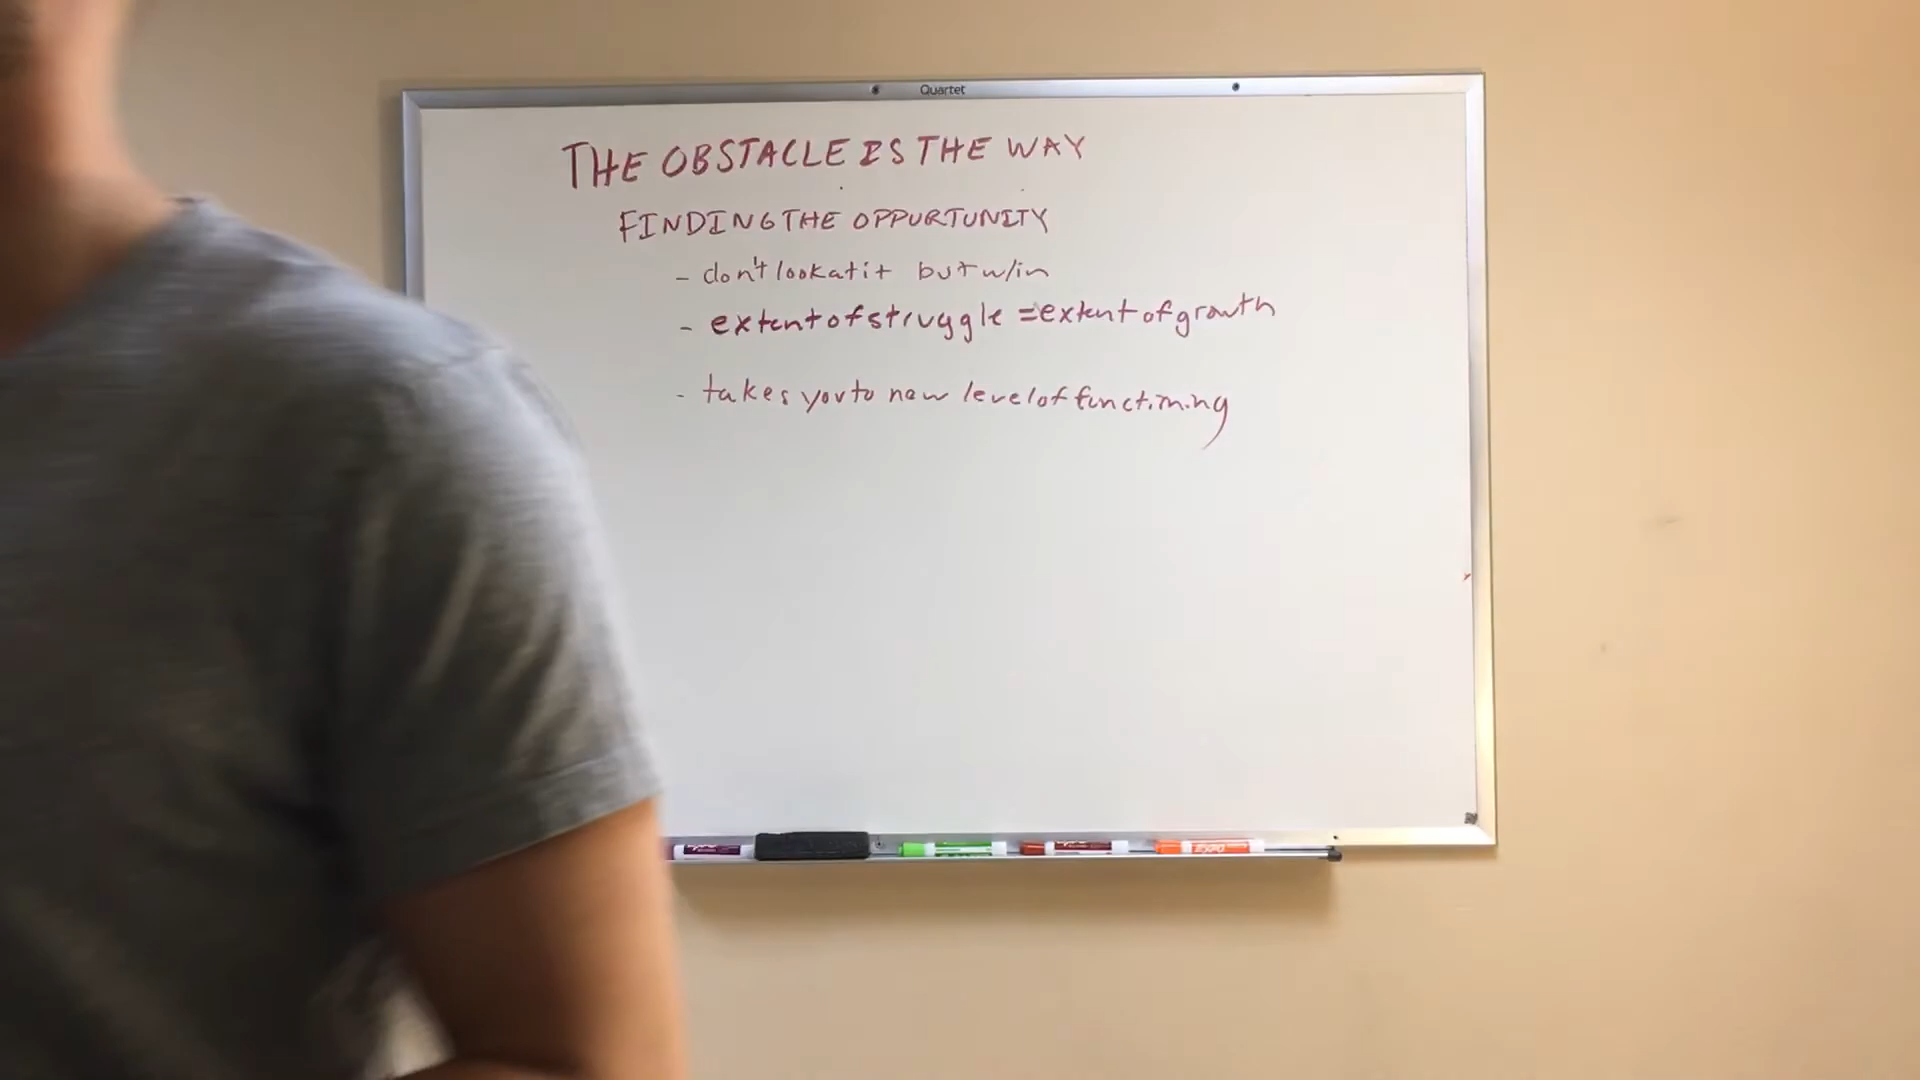 Quartet
THE OBSTACLE IS THE WAY
FINDING THE OPPURTUNITY
- don't look at it but w/in
- extent of struggle = extent of growth
- takes you to new level of functioning
EXPO